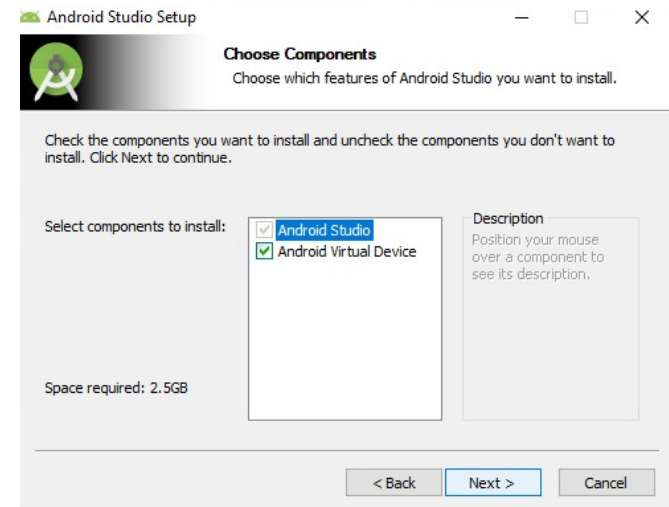 Android Studio Setup
Choose Components
Choose which features of Android Studio you want to install.
Check the components you want to install and uncheck the components you don't want to
install. Click Next to continue.
Select components to install:
Android Studio
Android Virtual Device
Description
Position your mouse
over a component to
see its description.
Space required: 2.5GB
< Back
Next >
Cancel